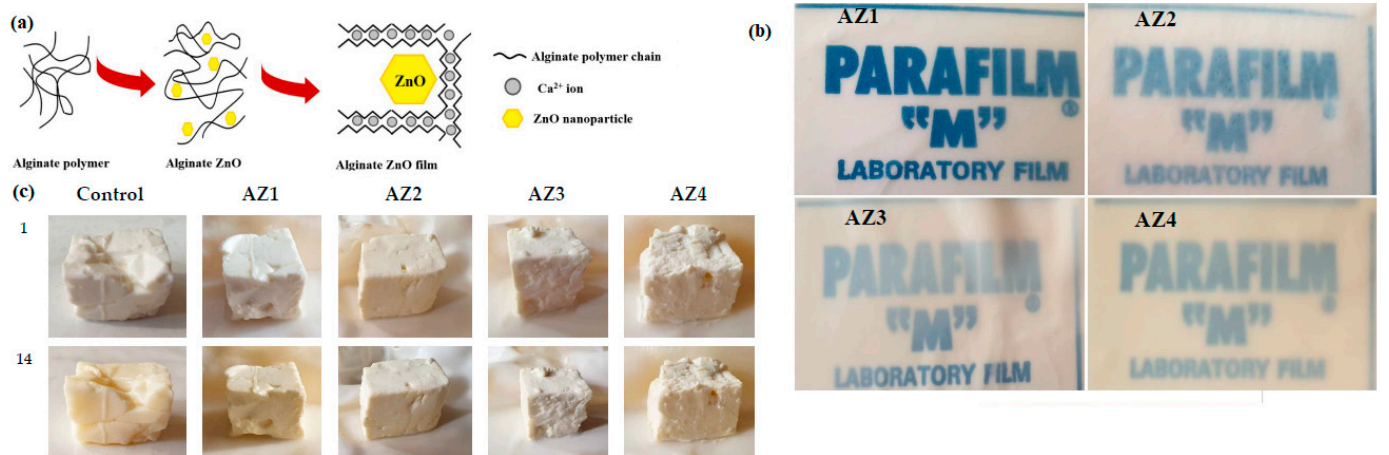 (a)
ZnO
Alginate polymer chain
Ca2+ ion
ZnO nanoparticle
Alginate polymer
Alginate ZnO
Alginate ZnO film
(b)
AZ1
PARAFILM
®
"M"
LABORATORY FILM
AZ2
PARAFILM
®
"M"
LABORATORY FILM
AZ3
PARAFILM
®
"M"
LABORATORY FILM
AZ4
PARAFILM
®
"M"
LABORATORY FILM
(c)
Control
AZ1
AZ2
AZ3
AZ4
1
14